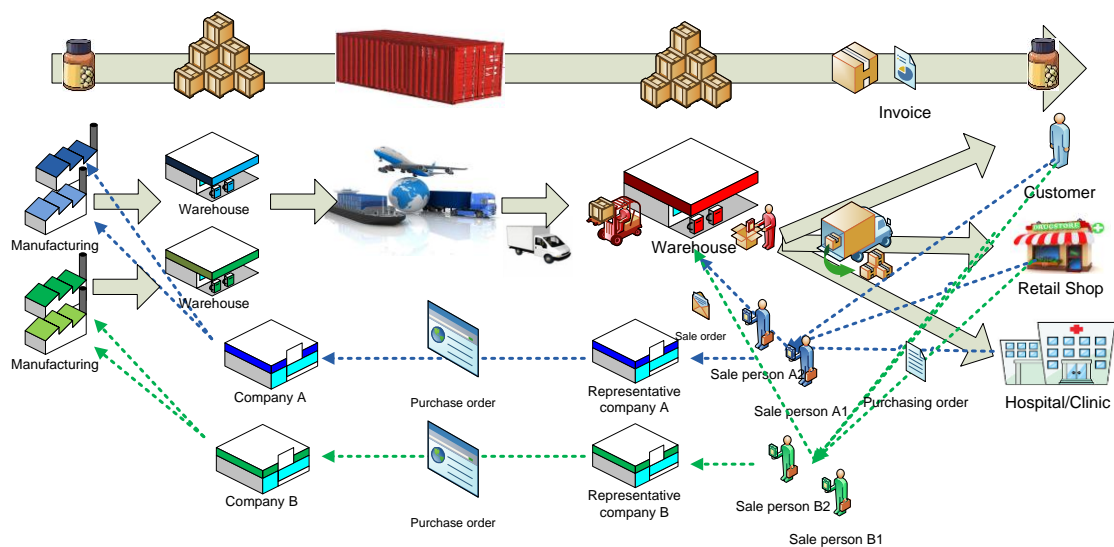 Invoice
Customer
Manufacturing
Warehouse
Warehouse
DRUGSTORE
Warehouse
Retail Shop
Manufacturing
Sale order
Company A
Purchase order
Representative
company A
Sale person A2
Sale person A1
Purchasing order
Hospital/Clinic
Company B
Purchase order
Representative
company B
Sale person B2
Sale person B1